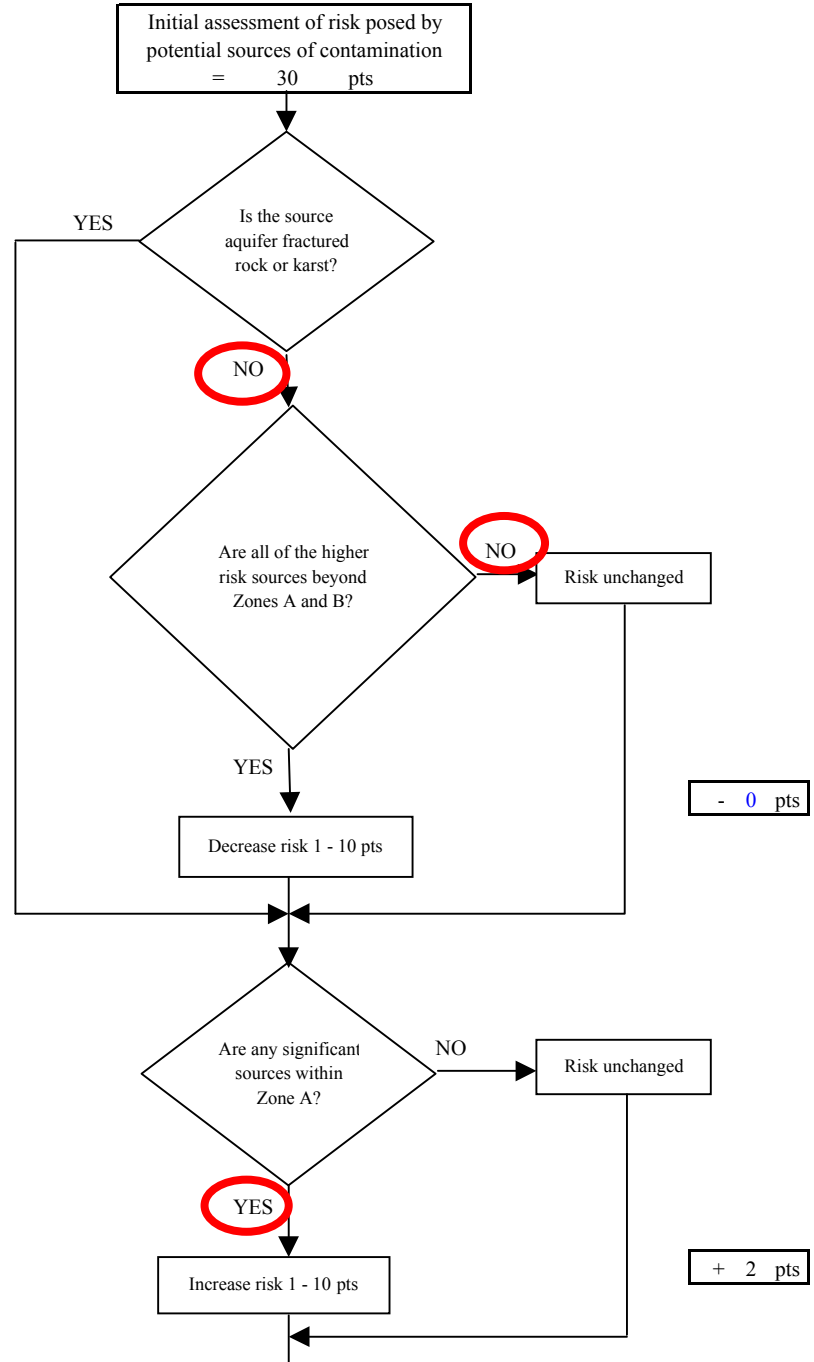 Initial assessment of risk posed by
potential sources of contamination
= 30 pts
YES
Is the source
aquifer fractured
rock or karst?
NO
Are all of the higher
risk sources beyond
Zones A and B?
NO
Risk unchanged
YES
- 0 pts
Decrease risk 1 - 10 pts
Are any significant
sources within
Zone A?
NO
Risk unchanged
YES
+ 2 pts
Increase risk 1 - 10 pts